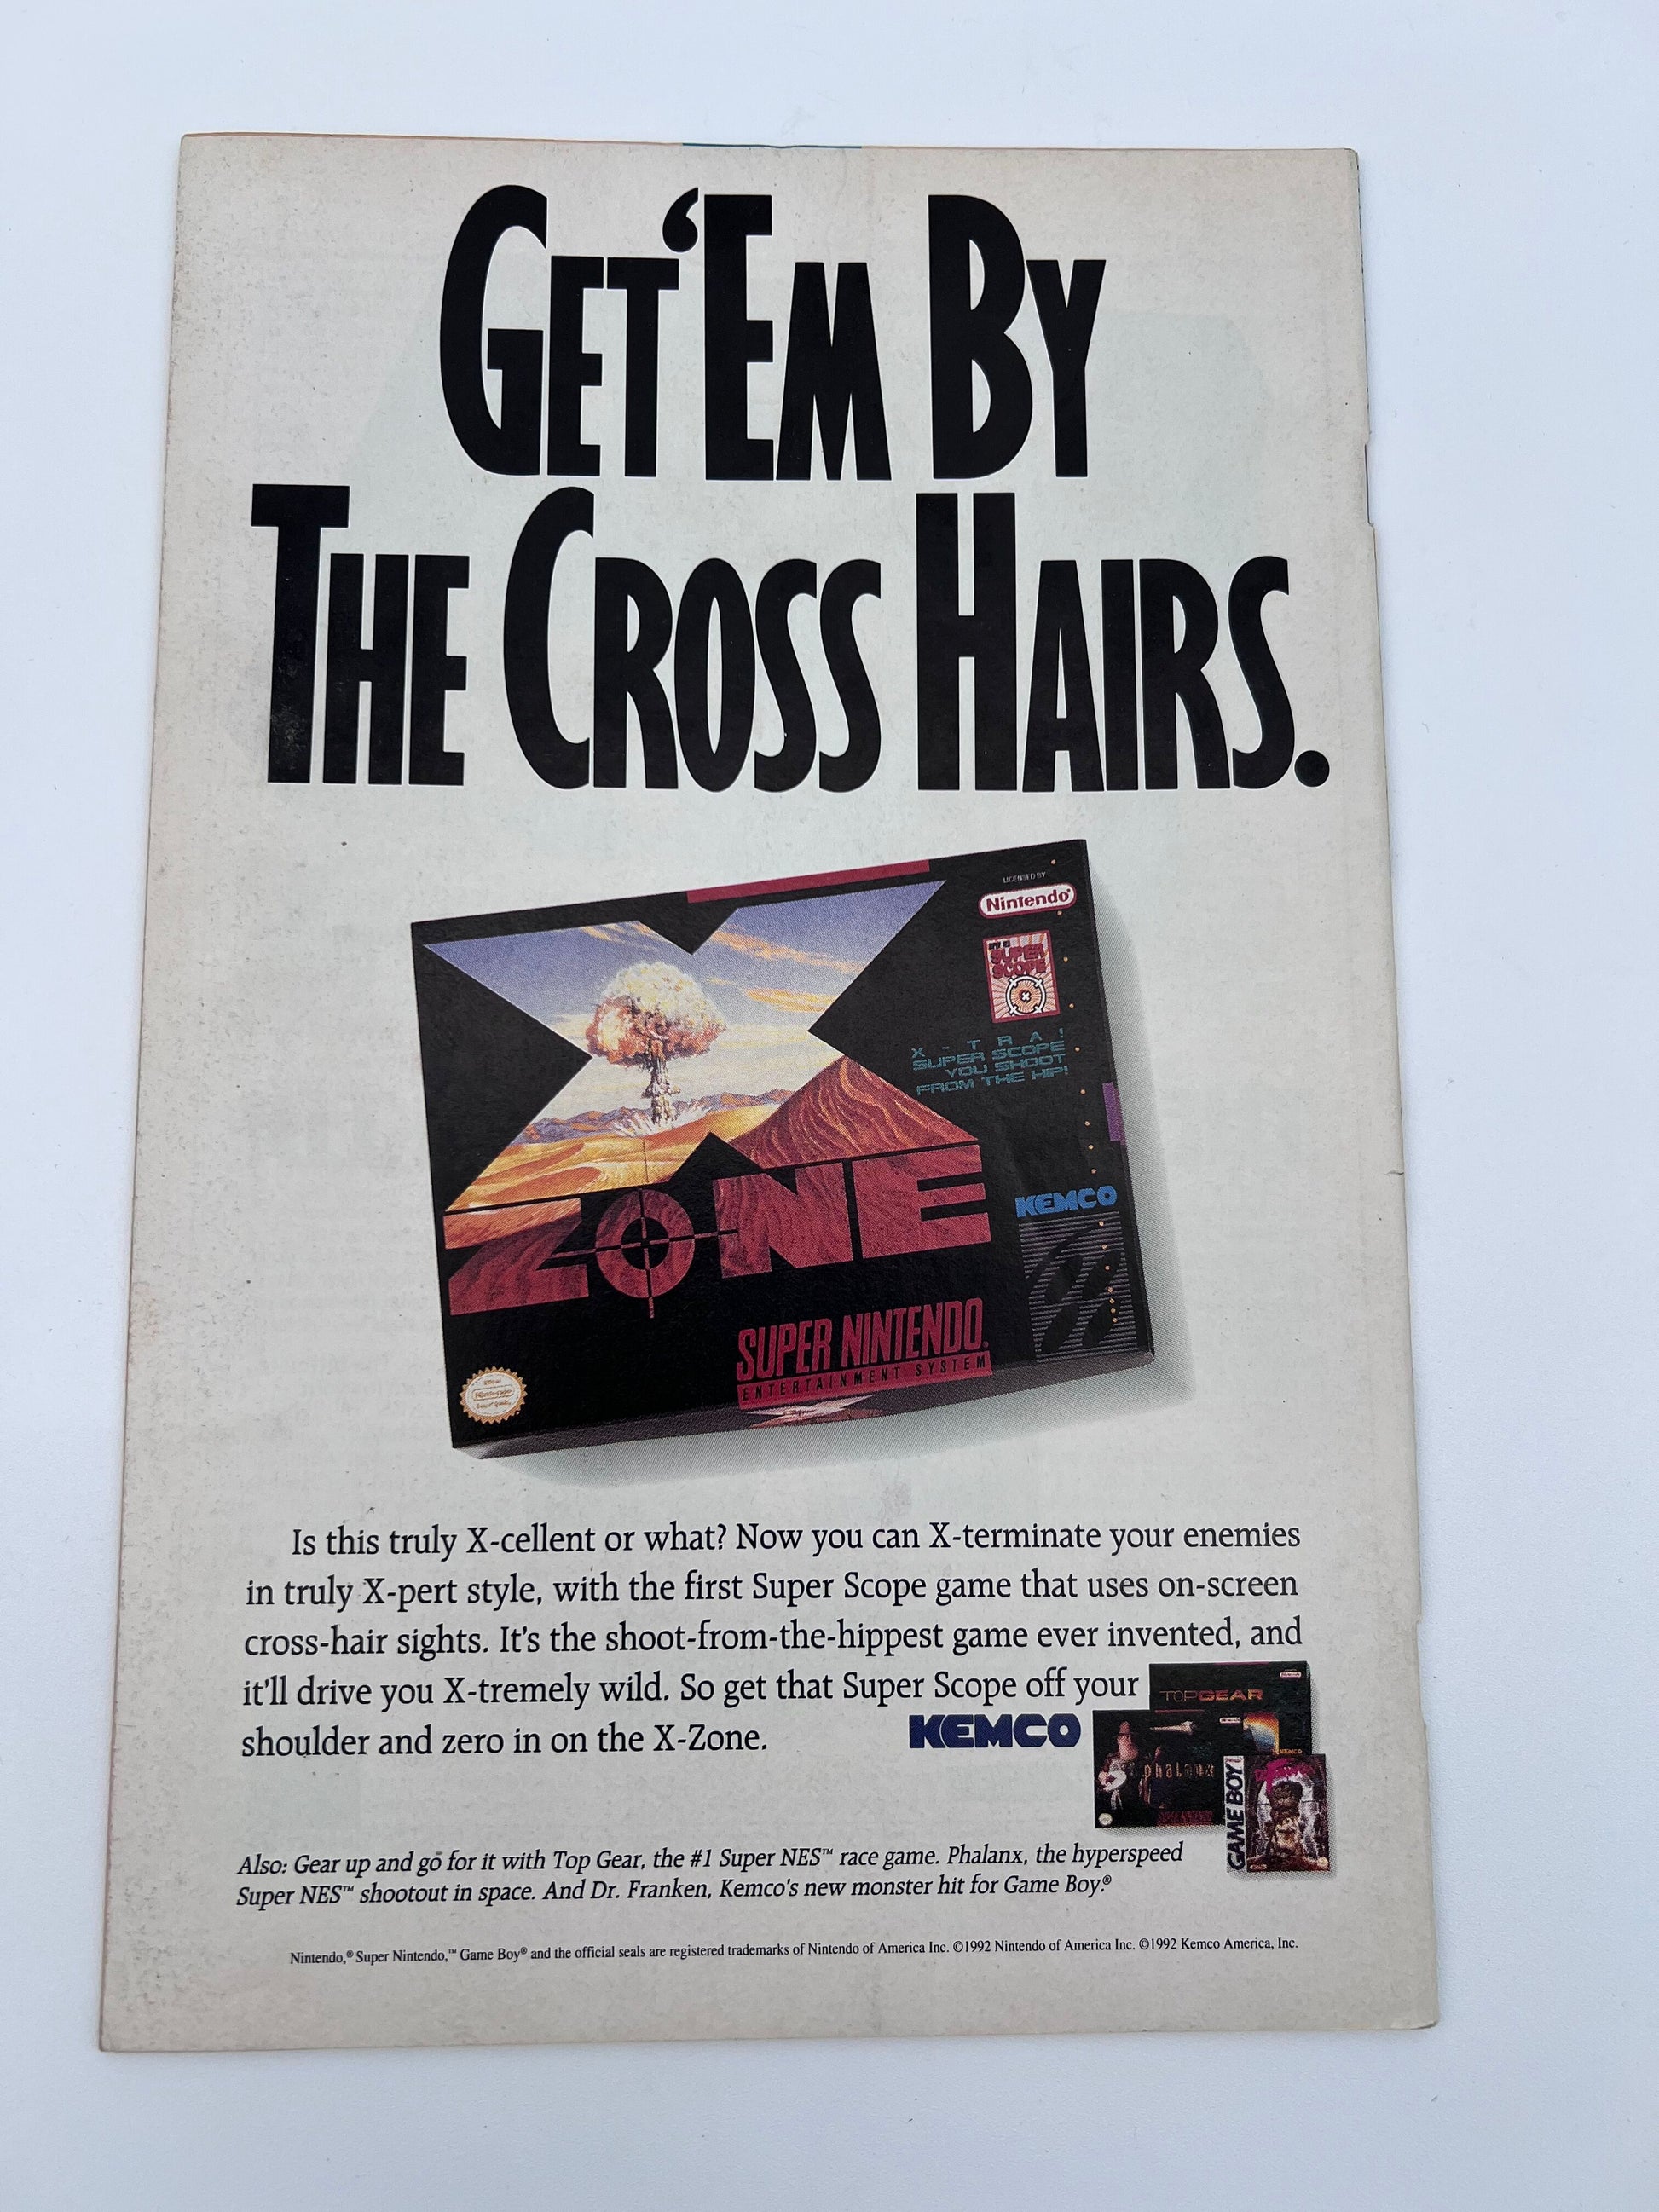 GET 'EM BY
THE CROSS HAIRS.
LICENSED BY
Nintendo®
SUPER
SCOPE
X - T R A !
SUPER SCOPE
YOU SHOOT
FROM THE HIP!
X
ZONE
KEMCO
SUPER NINTENDO®
ENTERTAINMENT SYSTEM
Is this truly X-cellent or what? Now you can X-terminate your enemies
in truly X-pert style, with the first Super Scope game that uses on-screen
cross-hair sights. It's the shoot-from-the-hippest game ever invented, and
it'll drive you X-tremely wild. So get that Super Scope off your
shoulder and zero in on the X-Zone.
KEMCO
TOP GEAR
KEMCO
phalanx
SUPER NINTENDO
GAME BOY
Also: Gear up and go for it with Top Gear, the #1 Super NES™ race game. Phalanx, the hyperspeed
Super NES™ shootout in space. And Dr. Franken, Kemco's new monster hit for Game Boy.®
Nintendo,® Super Nintendo,™ Game Boy® and the official seals are registered trademarks of Nintendo of America Inc. ©1992 Nintendo of America Inc. ©1992 Kemco America, Inc.